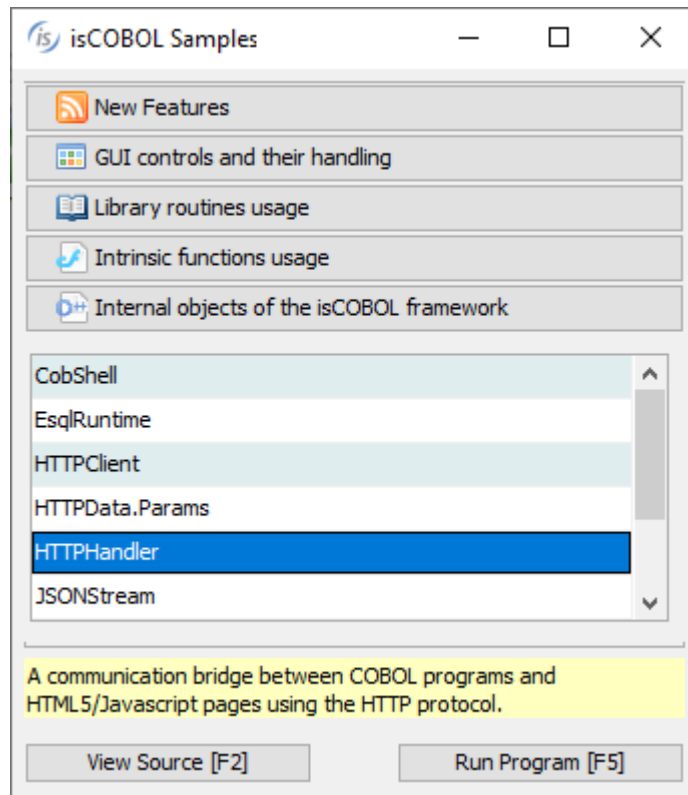 is isCOBOL Samples
New Features
GUI controls and their handling
Library routines usage
Intrinsic functions usage
Internal objects of the isCOBOL framework
CobShell
EsqlRuntime
HTTPClient
HTTPData.Params
HTTPHandler
JSONStream
A communication bridge between COBOL programs and
HTML5/Javascript pages using the HTTP protocol.
View Source [F2] Run Program [F5]